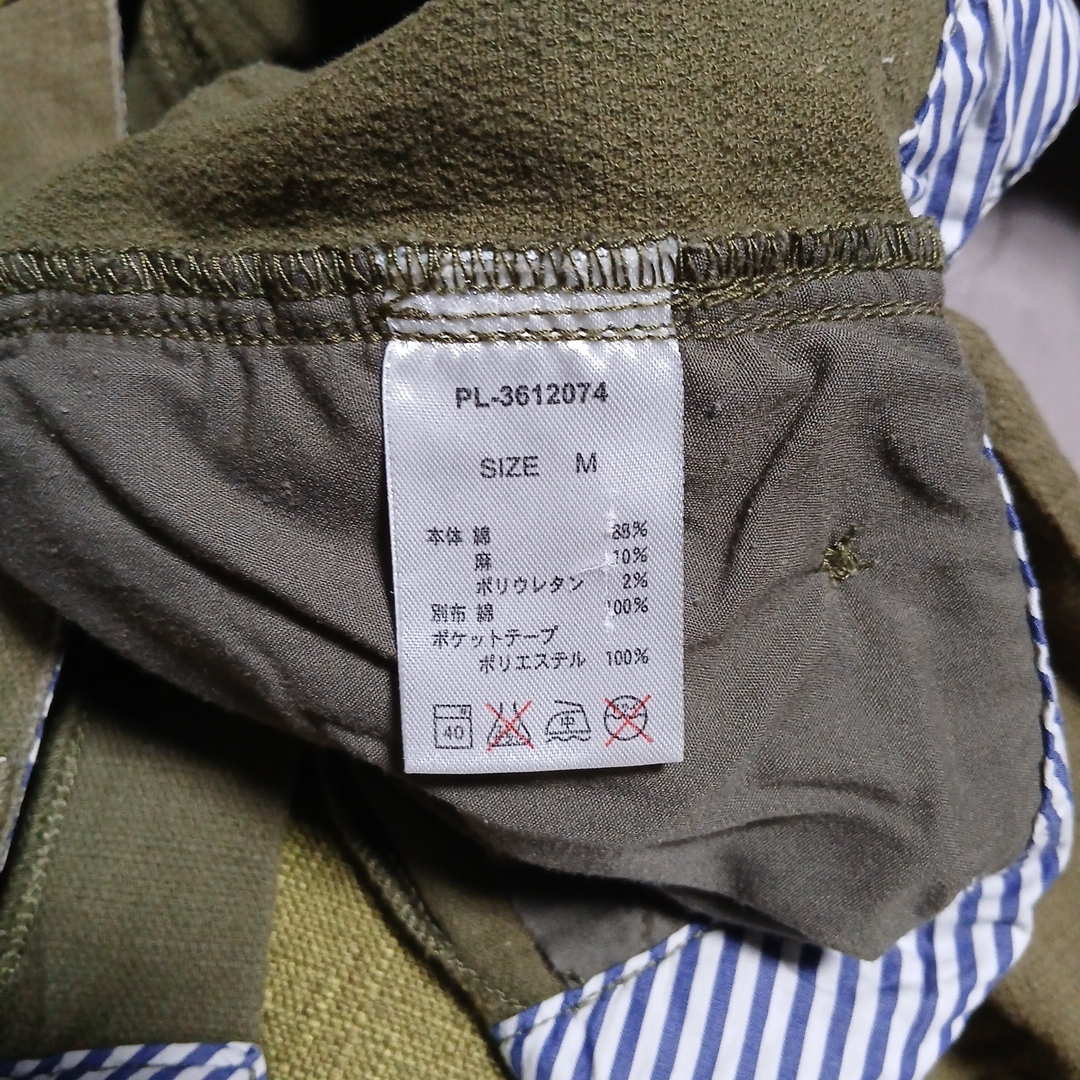 PL-3612074
SIZE M
本体 綿 88%
麻 10%
ポリウレタン 2%
別布 綿 100%
ポケットテープ
ポリエステル 100%
40 中